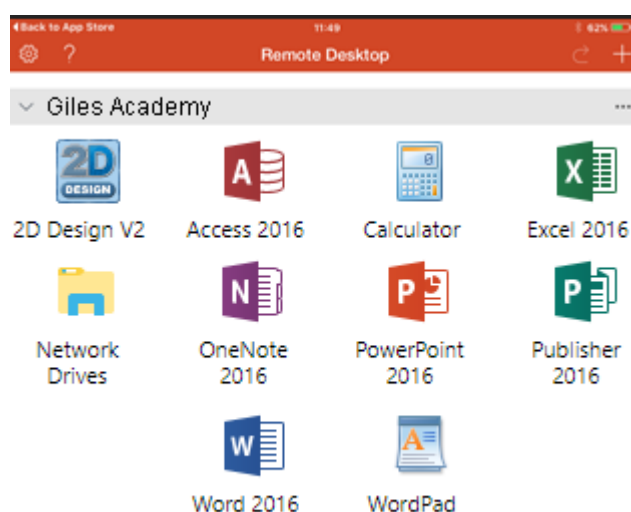 Back to App Store 11:49 62%
? Remote Desktop +
Giles Academy ...
2D DESIGN A 0 X
2D Design V2 Access 2016 Calculator Excel 2016
N P P
Network Drives OneNote 2016 PowerPoint 2016 Publisher 2016
W A
Word 2016 WordPad